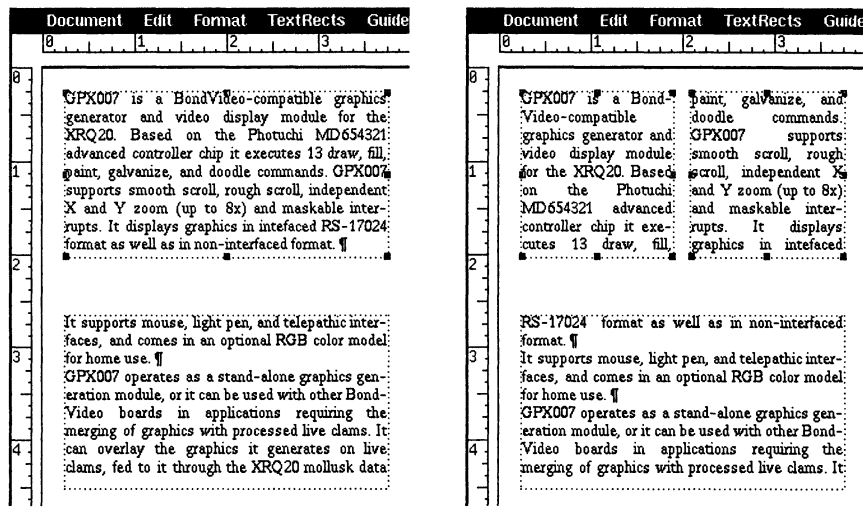 Document Edit Format TextRects Guide
0 1 2 3
0
1
2
3
4
GPX007 is a BondVideo-compatible graphics
generator and video display module for the
XRQ20. Based on the Photuchi MD654321
advanced controller chip it executes 13 draw, fill,
paint, galvanize, and doodle commands. GPX007
supports smooth scroll, rough scroll, independent
X and Y zoom (up to 8x) and maskable inter-
rupts. It displays graphics in intefaced RS-17024
format as well as in non-interfaced format. ¶
It supports mouse, light pen, and telepathic inter-
faces, and comes in an optional RGB color model
for home use. ¶
GPX007 operates as a stand-alone graphics gen-
eration module, or it can be used with other Bond-
Video boards in applications requiring the
merging of graphics with processed live clams. It
can overlay the graphics it generates on live
clams, fed to it through the XRQ20 mollusk data
Document Edit Format TextRects Guide
0 1 2 3
0
1
2
3
4
GPX007 is a Bond-
Video-compatible
graphics generator and
video display module
for the XRQ20. Based
on the Photuchi
MD654321 advanced
controller chip it exe-
cutes 13 draw, fill,
paint, galvanize, and
doodle commands.
GPX007 supports
smooth scroll, rough
scroll, independent X
and Y zoom (up to 8x)
and maskable inter-
rupts. It displays
graphics in intefaced
RS-17024 format as well as in non-interfaced
format. ¶
It supports mouse, light pen, and telepathic inter-
faces, and comes in an optional RGB color model
for home use. ¶
GPX007 operates as a stand-alone graphics gen-
eration module, or it can be used with other Bond-
Video boards in applications requiring the
merging of graphics with processed live clams. It